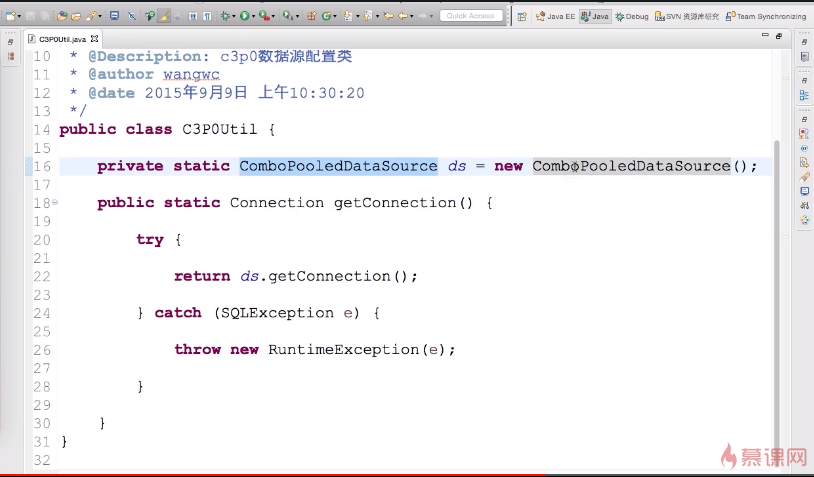 Quick Access
Java EE
Java
Debug
SVN 资源库研究
Team Synchronizing
C3P0Util.java
10 * @Description: c3p0数据源配置类
11 * @author wangwc
12 * @date 2015年9月9日 上午10:30:20
13 */
14 public class C3P0Util {
15
16 private static ComboPooledDataSource ds = new ComboPooledDataSource();
17
18 public static Connection getConnection() {
19
20 try {
21
22 return ds.getConnection();
23
24 } catch (SQLException e) {
25
26 throw new RuntimeException(e);
27
28 }
29
30 }
31 }
32
慕课网